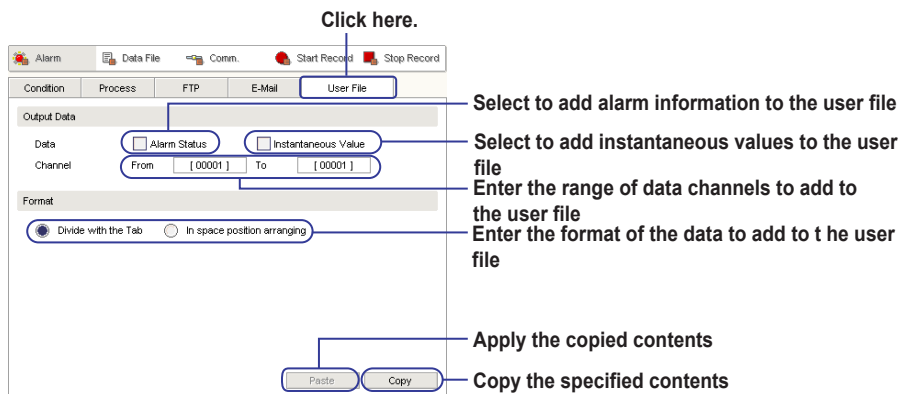 Click here.
Alarm Data File Comm. Start Record Stop Record
Condition Process FTP E-Mail User File
Output Data
Select to add alarm information to the user file
Data Alarm Status Instantaneous Value
Select to add instantaneous values to the user
file
Channel From [ 00001 ] To [ 00001 ]
Enter the range of data channels to add to
the user file
Format
Divide with the Tab In space position arranging
Enter the format of the data to add to t he user
file
Apply the copied contents
Paste Copy
Copy the specified contents